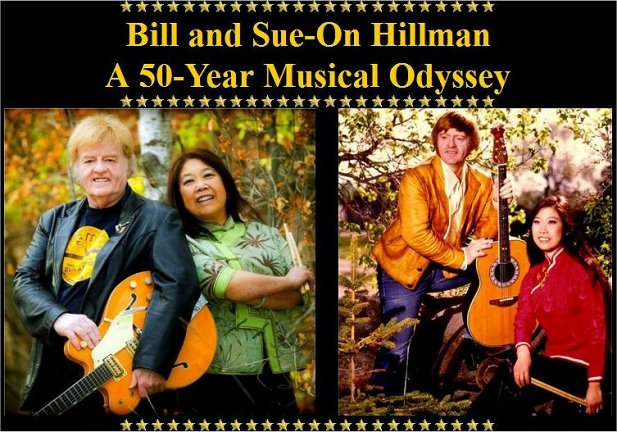 Bill and Sue-On Hillman
A 50-Year Musical Odyssey